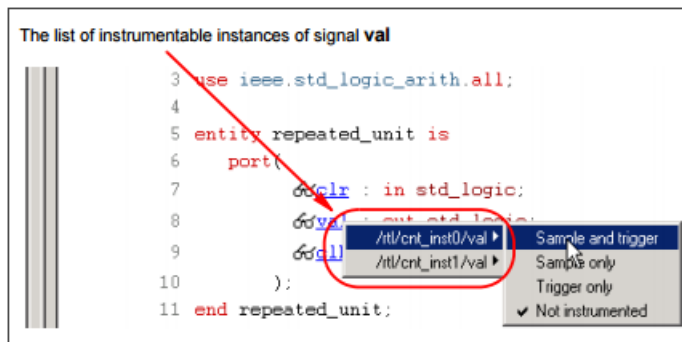 The list of instrumentable instances of signal val
3 use ieee.std_logic_arith.all;
4
5 entity repeated_unit is
6 port(
7 clr : in std_logic;
8 val : out std_logic;
/rtl/cnt_inst0/val Sample and trigger
9
/rtl/cnt_inst1/val Sample only
10 ); Trigger only
11 end repeated_unit; ✔ Not instrumented